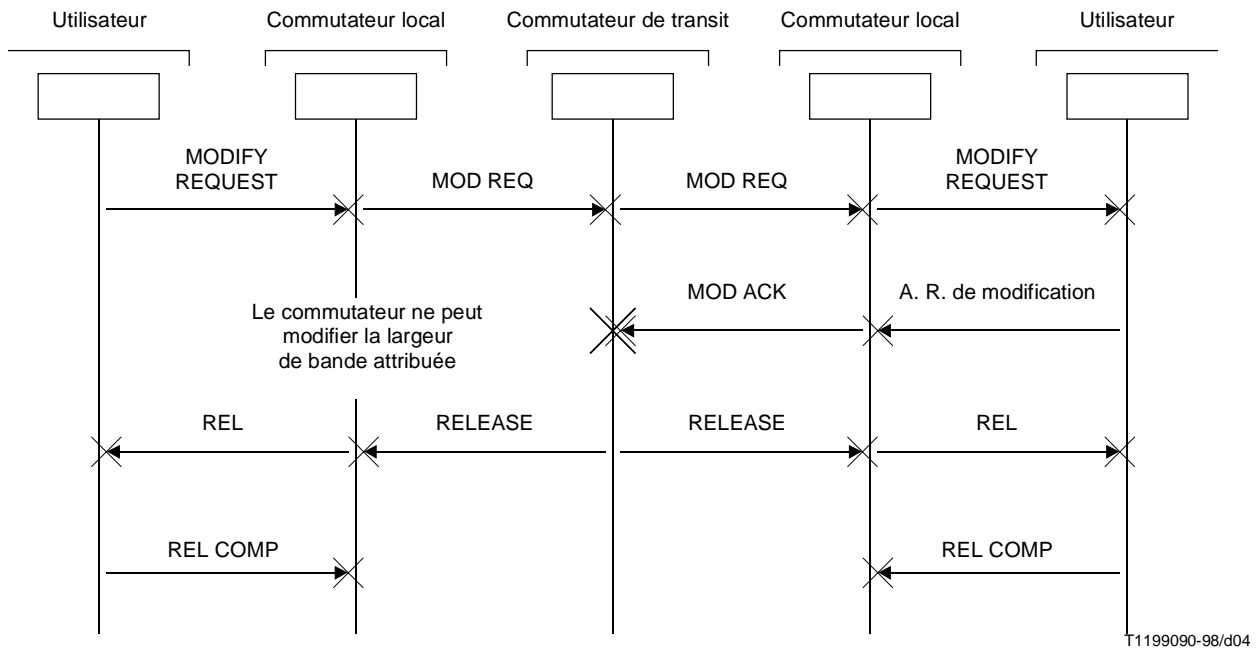 Utilisateur
Commutateur local
Commutateur de transit
Commutateur local
Utilisateur
MODIFY
REQUEST
MOD REQ
MOD REQ
MODIFY
REQUEST
MOD ACK
A. R. de modification
Le commutateur ne peut
modifier la largeur
de bande attribuée
REL
RELEASE
RELEASE
REL
REL COMP
REL COMP
T1199090-98/d04